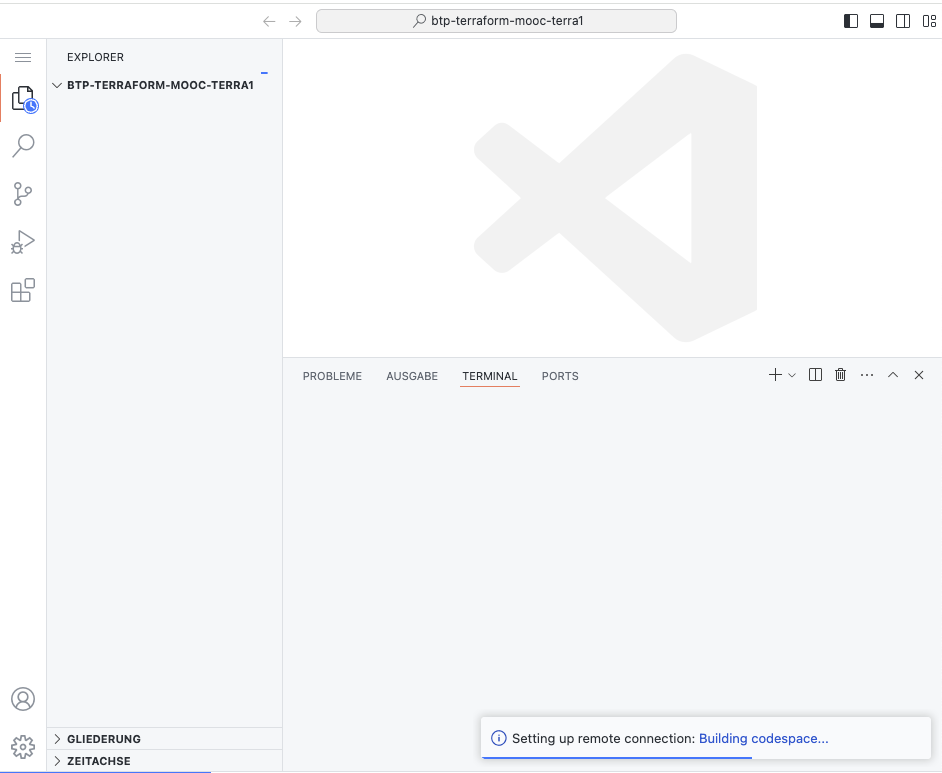 btp-terraform-mooc-terra1
EXPLORER
BTP-TERRAFORM-MOOC-TERRA1
PROBLEME AUSGABE TERMINAL PORTS
GLIEDERUNG
ZEITACHSE
Setting up remote connection: Building codespace...